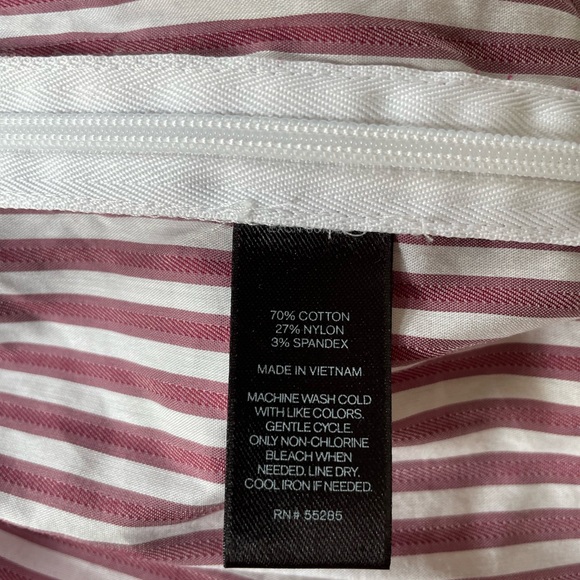 70% COTTON
27% NYLON
3% SPANDEX
MADE IN VIETNAM
MACHINE WASH COLD
WITH LIKE COLORS.
GENTLE CYCLE.
ONLY NON-CHLORINE
BLEACH WHEN
NEEDED. LINE DRY.
COOL IRON IF NEEDED.
RN# 55285